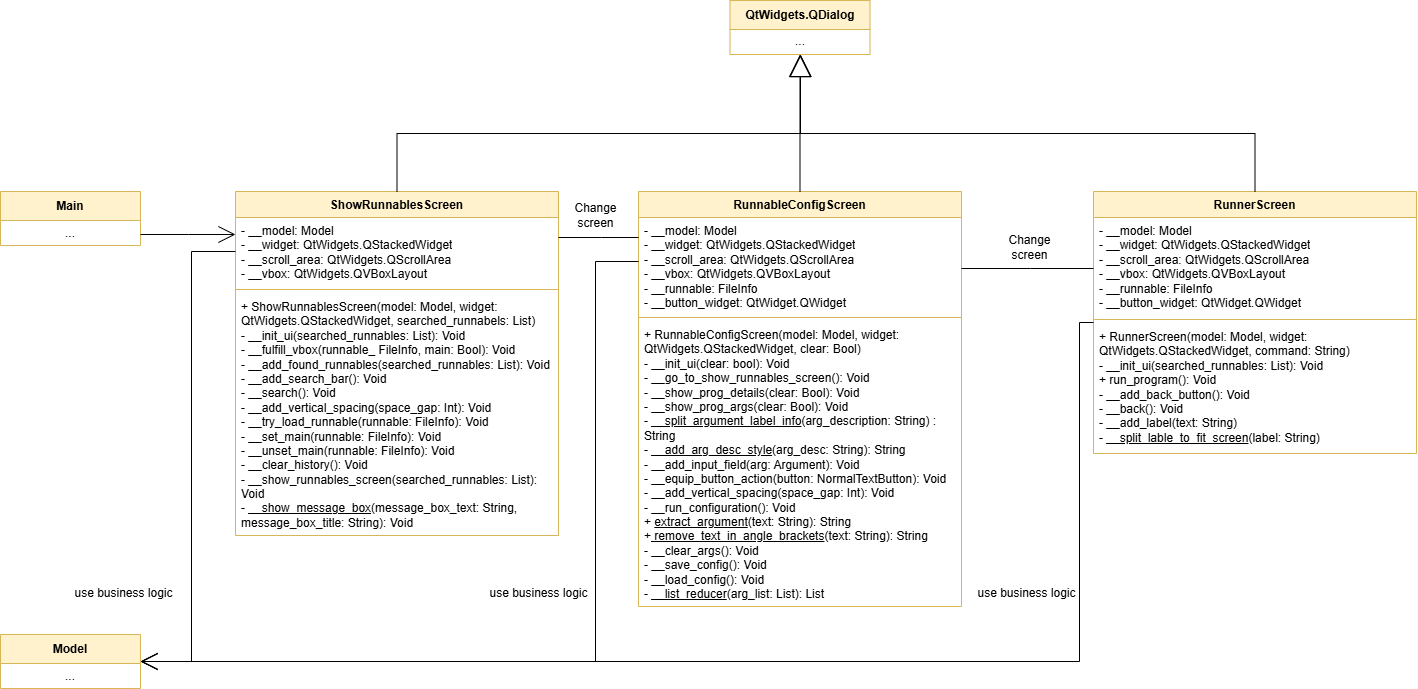 QtWidgets.QDialog
...
Main
...
ShowRunnablesScreen
- __model: Model
- __widget: QtWidgets.QStackedWidget
- __scroll_area: QtWidgets.QScrollArea
- __vbox: QtWidgets.QVBoxLayout
+ ShowRunnablesScreen(model: Model, widget:
QtWidgets.QStackedWidget, searched_runnabels: List)
- __init_ui(searched_runnables: List): Void
- __fulfill_vbox(runnable_ FileInfo, main: Bool): Void
- __add_found_runnables(searched_runnables: List): Void
- __add_search_bar(): Void
- __search(): Void
- __add_vertical_spacing(space_gap: Int): Void
- __try_load_runnable(runnable: FileInfo): Void
- __set_main(runnable: FileInfo): Void
- __unset_main(runnable: FileInfo): Void
- __clear_history(): Void
- __show_runnables_screen(searched_runnables: List):
Void
- __show_message_box(message_box_text: String,
message_box_title: String): Void
Change
screen
RunnableConfigScreen
- __model: Model
- __widget: QtWidgets.QStackedWidget
- __scroll_area: QtWidgets.QScrollArea
- __vbox: QtWidgets.QVBoxLayout
- __runnable: FileInfo
- __button_widget: QtWidget.QWidget
+ RunnableConfigScreen(model: Model, widget:
QtWidgets.QStackedWidget, clear: Bool)
- __init_ui(clear: bool): Void
- __go_to_show_runnables_screen(): Void
- __show_prog_details(clear: Bool): Void
- __show_prog_args(clear: Bool): Void
- __split_argument_label_info(arg_description: String) :
String
- __add_arg_desc_style(arg_desc: String): String
- __add_input_field(arg: Argument): Void
- __equip_button_action(button: NormalTextButton): Void
- __add_vertical_spacing(space_gap: Int): Void
- __run_configuration(): Void
+ extract_argument(text: String): String
+ remove_text_in_angle_brackets(text: String): String
- __clear_args(): Void
- __save_config(): Void
- __load_config(): Void
- __list_reducer(arg_list: List): List
Change
screen
RunnerScreen
- __model: Model
- __widget: QtWidgets.QStackedWidget
- __scroll_area: QtWidgets.QScrollArea
- __vbox: QtWidgets.QVBoxLayout
- __runnable: FileInfo
- __button_widget: QtWidget.QWidget
+ RunnerScreen(model: Model, widget:
QtWidgets.QStackedWidget, command: String)
- __init_ui(searched_runnables: List): Void
+ run_program(): Void
- __add_back_button(): Void
- __back(): Void
- __add_label(text: String)
- __split_lable_to_fit_screen(label: String)
use business logic
use business logic
use business logic
Model
...